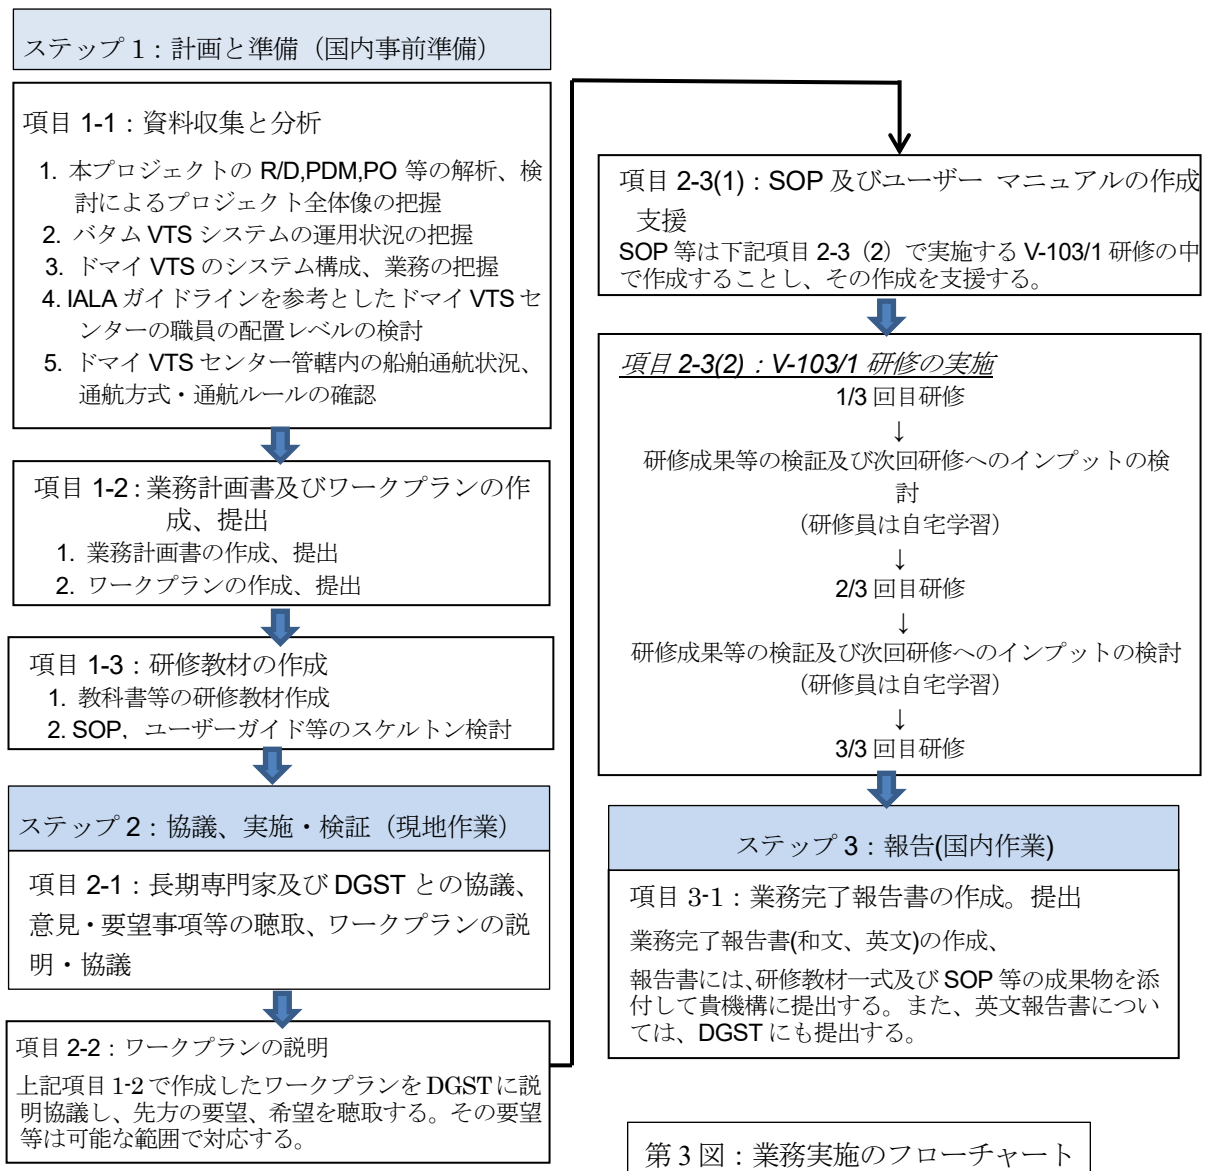 ステップ 1：計画と準備（国内事前準備）
項目 1-1：資料収集と分析
1. 本プロジェクトの R/D,PDM,PO 等の解析、検
討によるプロジェクト全体像の把握
2. バタム VTS システムの運用状況の把握
3. ドマイ VTS のシステム構成、業務の把握
4. IALA ガイドラインを参考としたドマイ VTS セ
ンターの職員の配置レベルの検討
5. ドマイ VTS センター管轄内の船舶通航状況、
通航方式・通航ルールの確認
項目 1-2：業務計画書及びワークプランの作
成、提出
1. 業務計画書の作成、提出
2. ワークプランの作成、提出
項目 1-3：研修教材の作成
1. 教科書等の研修教材作成
2. SOP，ユーザーガイド等のスケルトン検討
ステップ 2：協議、実施・検証（現地作業）
項目 2-1：長期専門家及び DGST との協議、
意見・要望事項等の聴取、ワークプランの説
明・協議
項目 2-2：ワークプランの説明
上記項目 1-2 で作成したワークプランを DGST に説
明協議し、先方の要望、希望を聴取する。その要望
等は可能な範囲で対応する。
項目 2-3(1)：SOP 及びユーザー マニュアルの作成
支援
SOP 等は下記項目 2-3（2）で実施する V-103/1 研修の中
で作成することし、その作成を支援する。
項目 2-3(2)：V-103/1 研修の実施
1/3 回目研修
↓
研修成果等の検証及び次回研修へのインプットの検
討
（研修員は自宅学習）
↓
2/3 回目研修
↓
研修成果等の検証及び次回研修へのインプットの検討
（研修員は自宅学習）
↓
3/3 回目研修
ステップ 3：報告(国内作業)
項目 3-1：業務完了報告書の作成。提出
業務完了報告書(和文、英文)の作成、
報告書には、研修教材一式及び SOP 等の成果物を添
付して貴機構に提出する。また、英文報告書につい
ては、DGST にも提出する。
第 3 図：業務実施のフローチャート